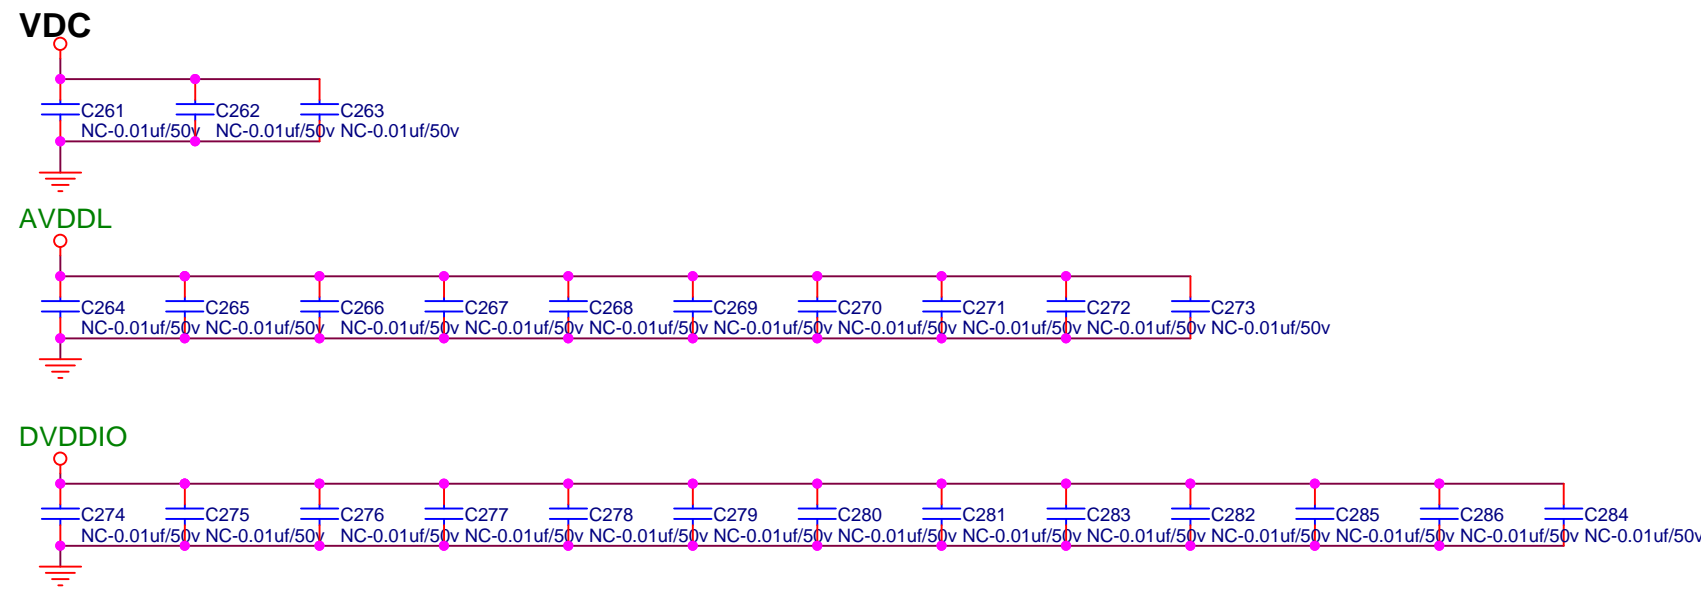 VDC
C261 C262 C263
NC-0.01uf/50v NC-0.01uf/50v NC-0.01uf/50v
AVDDL
C264 C265 C266 C267 C268 C269 C270 C271 C272 C273
NC-0.01uf/50v NC-0.01uf/50v NC-0.01uf/50v NC-0.01uf/50v NC-0.01uf/50v NC-0.01uf/50v NC-0.01uf/50v NC-0.01uf/50v NC-0.01uf/50v NC-0.01uf/50v
DVDDIO
C274 C275 C276 C277 C278 C279 C280 C281 C283 C282 C285 C286 C284
NC-0.01uf/50v NC-0.01uf/50v NC-0.01uf/50v NC-0.01uf/50v NC-0.01uf/50v NC-0.01uf/50v NC-0.01uf/50v NC-0.01uf/50v NC-0.01uf/50v NC-0.01uf/50v NC-0.01uf/50v NC-0.01uf/50v NC-0.01uf/50v